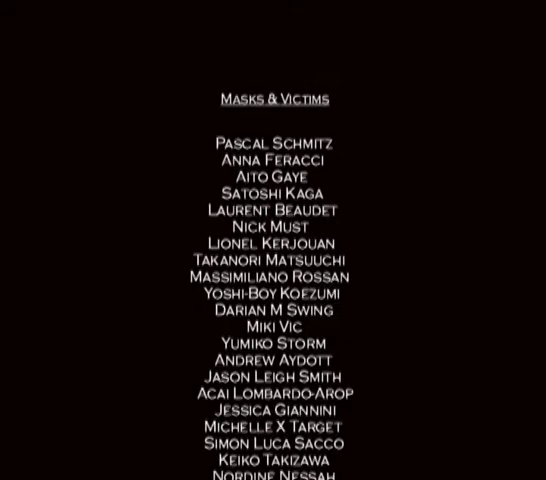 Masks & Victims
Pascal Schmitz
Anna Feracci
Aito Gaye
Satoshi Kaga
Laurent Beaudet
Nick Must
Lionel Kerjouan
Takanori Matsuuchi
Massimiliano Rossan
Yoshi-Boy Koezumi
Darian M Swing
Miki Vic
Yumiko Storm
Andrew Aydott
Jason Leigh Smith
Acai Lombardo-Arop
Jessica Giannini
Michelle X Target
Simon Luca Sacco
Keiko Takizawa
Nordine Nessah